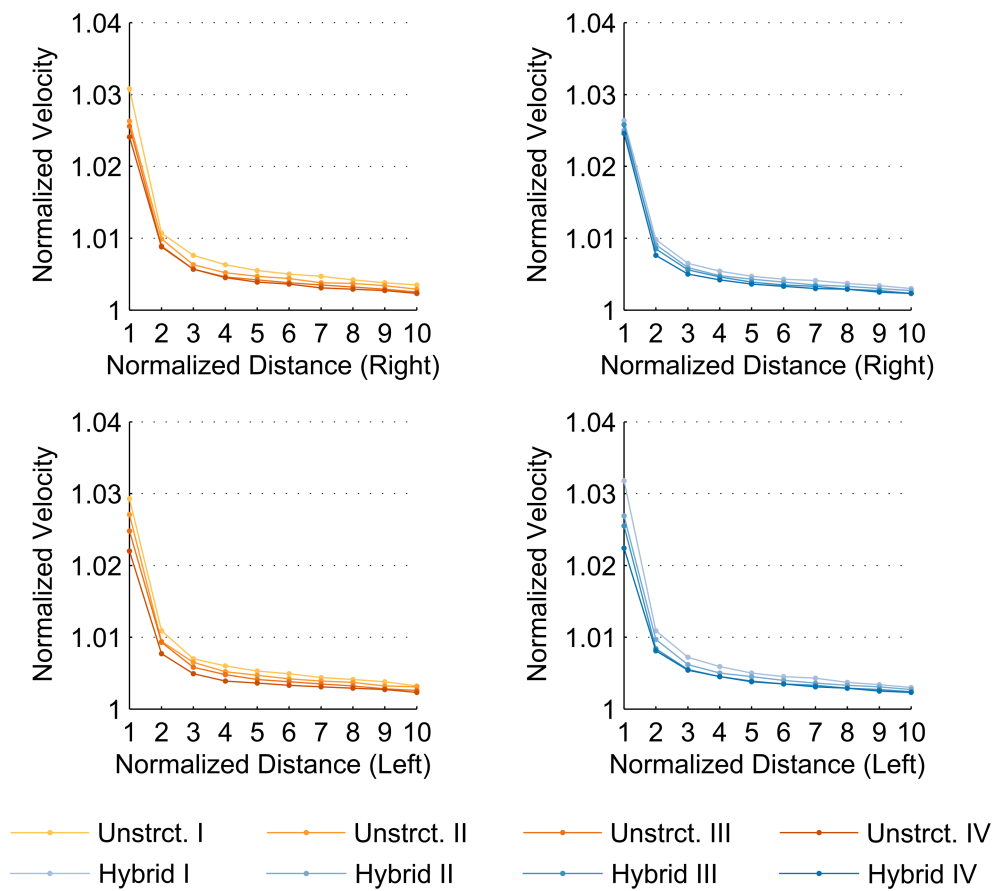 1.04
1.03
1.02
1.01
1
Normalized Velocity
1 2 3 4 5 6 7 8 9 10
Normalized Distance (Right)
1.04
1.03
1.02
1.01
1
Normalized Velocity
1 2 3 4 5 6 7 8 9 10
Normalized Distance (Right)
1.04
1.03
1.02
1.01
1
Normalized Velocity
1 2 3 4 5 6 7 8 9 10
Normalized Distance (Left)
1.04
1.03
1.02
1.01
1
Normalized Velocity
1 2 3 4 5 6 7 8 9 10
Normalized Distance (Left)
Unstrct. I Unstrct. II Unstrct. III Unstrct. IV
Hybrid I Hybrid II Hybrid III Hybrid IV